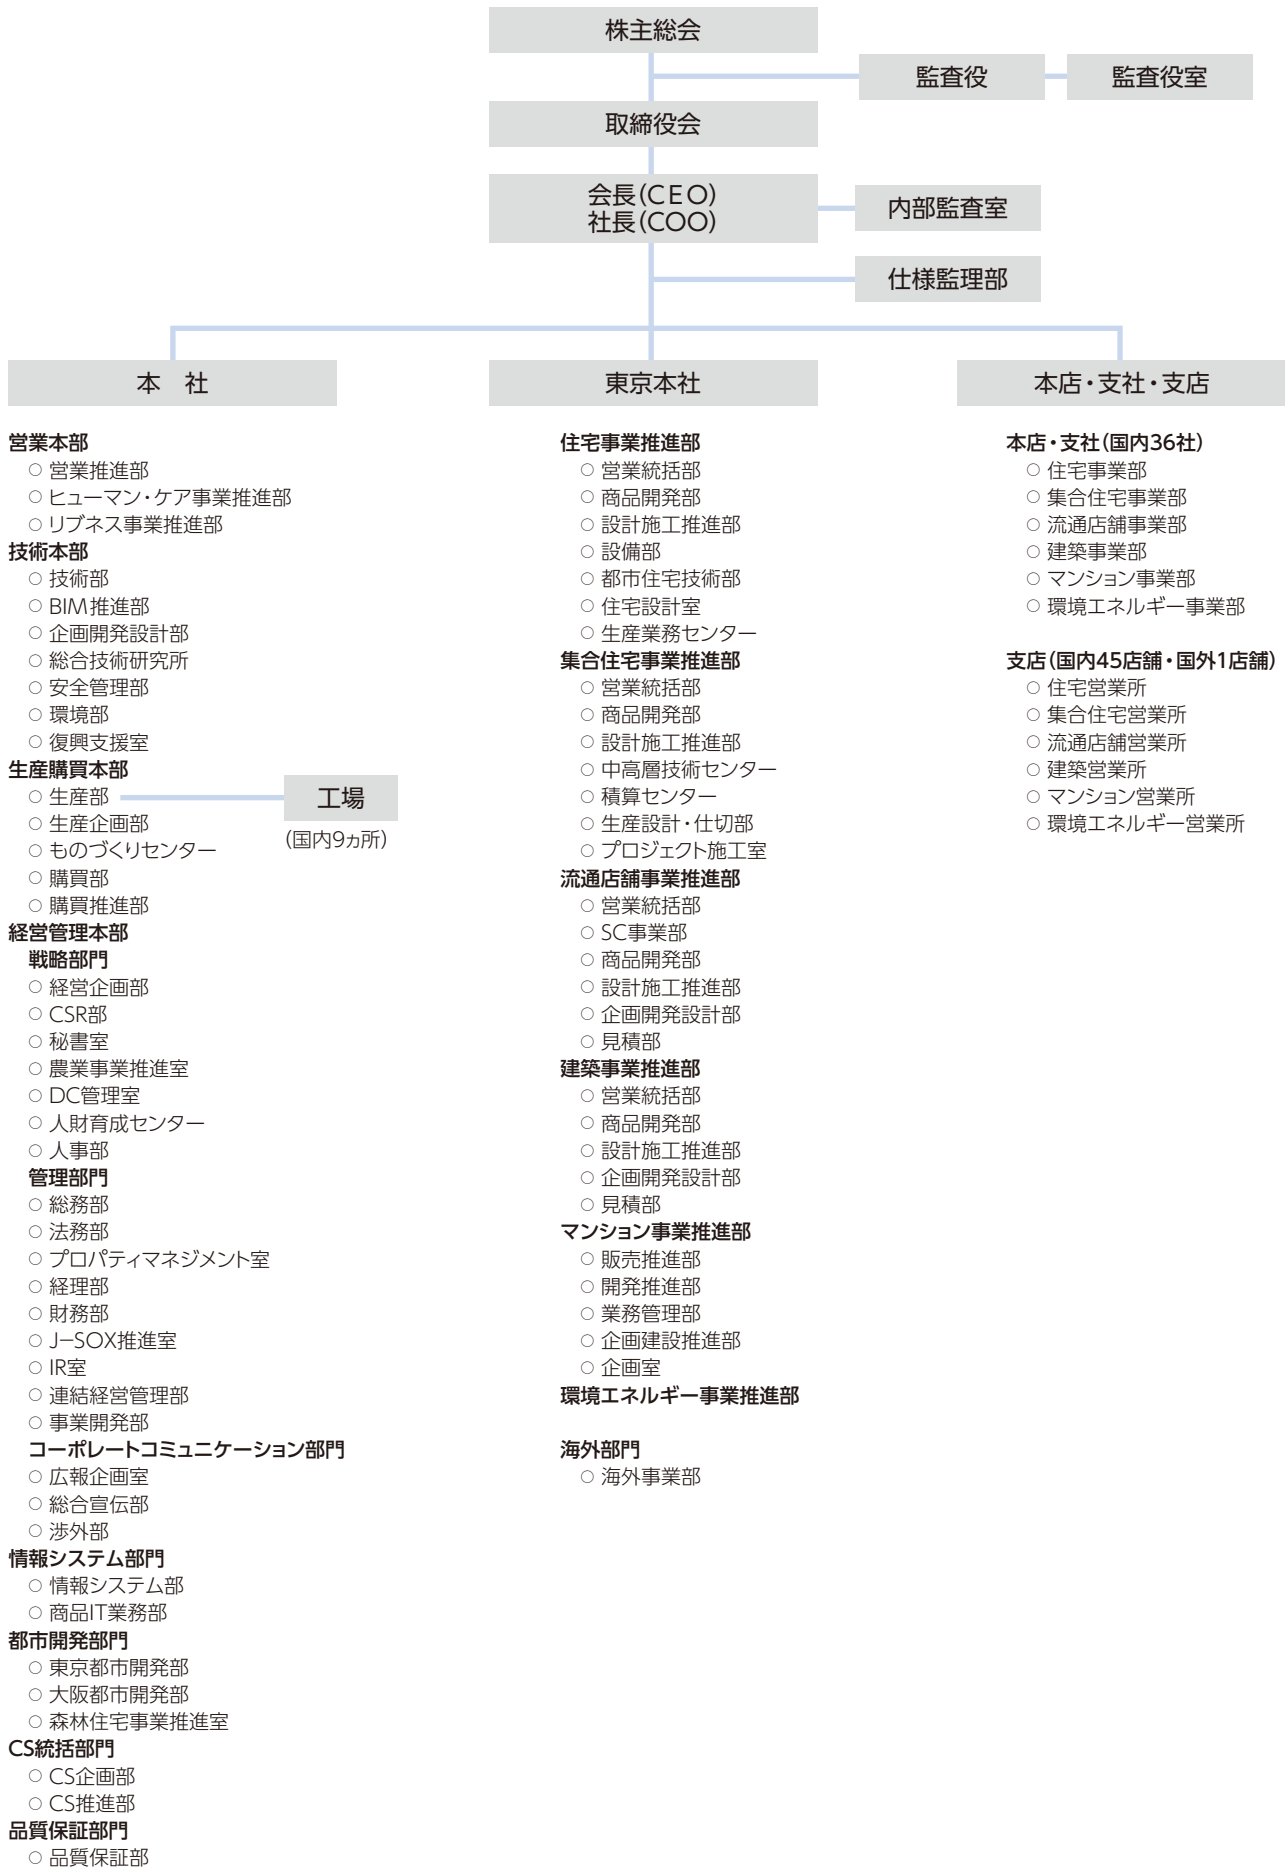 株主総会
監査役
監査役室
取締役会
会長(CEO)
社長(COO)
内部監査室
仕様監理部
本　社
営業本部
○ 営業推進部
○ ヒューマン・ケア事業推進部
○ リブネス事業推進部
技術本部
○ 技術部
○ BIM推進部
○ 企画開発設計部
○ 総合技術研究所
○ 安全管理部
○ 環境部
○ 復興支援室
生産購買本部
○ 生産部
工場
(国内9ヵ所)
○ 生産企画部
○ ものづくりセンター
○ 購買部
○ 購買推進部
経営管理本部
戦略部門
○ 経営企画部
○ CSR部
○ 秘書室
○ 農業事業推進室
○ DC管理室
○ 人財育成センター
○ 人事部
管理部門
○ 総務部
○ 法務部
○ プロパティマネジメント室
○ 経理部
○ 財務部
○ J-SOX推進室
○ IR室
○ 連結経営管理部
○ 事業開発部
コーポレートコミュニケーション部門
○ 広報企画室
○ 総合宣伝部
○ 渉外部
情報システム部門
○ 情報システム部
○ 商品IT業務部
都市開発部門
○ 東京都市開発部
○ 大阪都市開発部
○ 森林住宅事業推進室
CS統括部門
○ CS企画部
○ CS推進部
品質保証部門
○ 品質保証部
東京本社
住宅事業推進部
○ 営業統括部
○ 商品開発部
○ 設計施工推進部
○ 設備部
○ 都市住宅技術部
○ 住宅設計室
○ 生産業務センター
集合住宅事業推進部
○ 営業統括部
○ 商品開発部
○ 設計施工推進部
○ 中高層技術センター
○ 積算センター
○ 生産設計・仕切部
○ プロジェクト施工室
流通店舗事業推進部
○ 営業統括部
○ SC事業部
○ 商品開発部
○ 設計施工推進部
○ 企画開発設計部
○ 見積部
建築事業推進部
○ 営業統括部
○ 商品開発部
○ 設計施工推進部
○ 企画開発設計部
○ 見積部
マンション事業推進部
○ 販売推進部
○ 開発推進部
○ 業務管理部
○ 企画建設推進部
○ 企画室
環境エネルギー事業推進部
海外部門
○ 海外事業部
本店・支社・支店
本店・支社(国内36社)
○ 住宅事業部
○ 集合住宅事業部
○ 流通店舗事業部
○ 建築事業部
○ マンション事業部
○ 環境エネルギー事業部
支店(国内45店舗・国外1店舗)
○ 住宅営業所
○ 集合住宅営業所
○ 流通店舗営業所
○ 建築営業所
○ マンション営業所
○ 環境エネルギー営業所